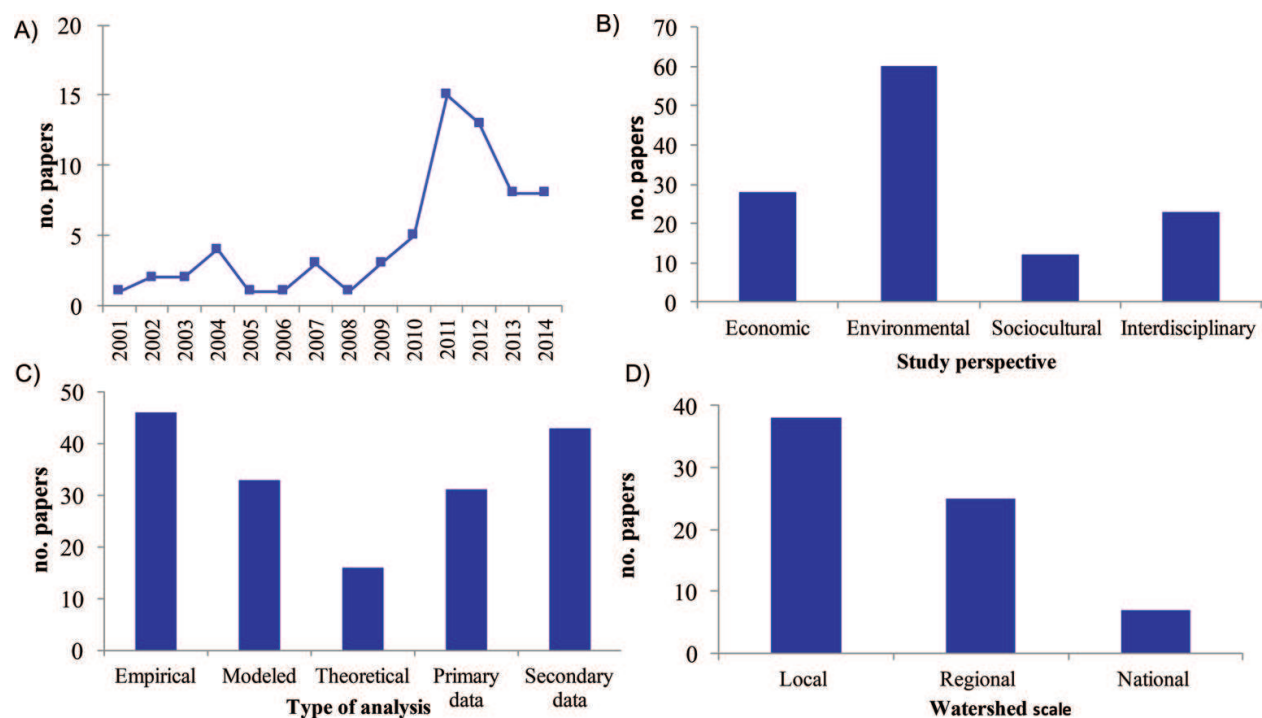 A)
no. papers
20
15
10
5
0
2001 2002 2003 2004 2005 2006 2007 2008 2009 2010 2011 2012 2013 2014
B)
no. papers
70
60
50
40
30
20
10
0
Economic Environmental Sociocultural Interdisciplinary
Study perspective
C)
no. papers
50
40
30
20
10
0
Empirical Modeled Theoretical Primary data Secondary data
Type of analysis
D)
no. papers
40
30
20
10
0
Local Regional National
Watershed scale